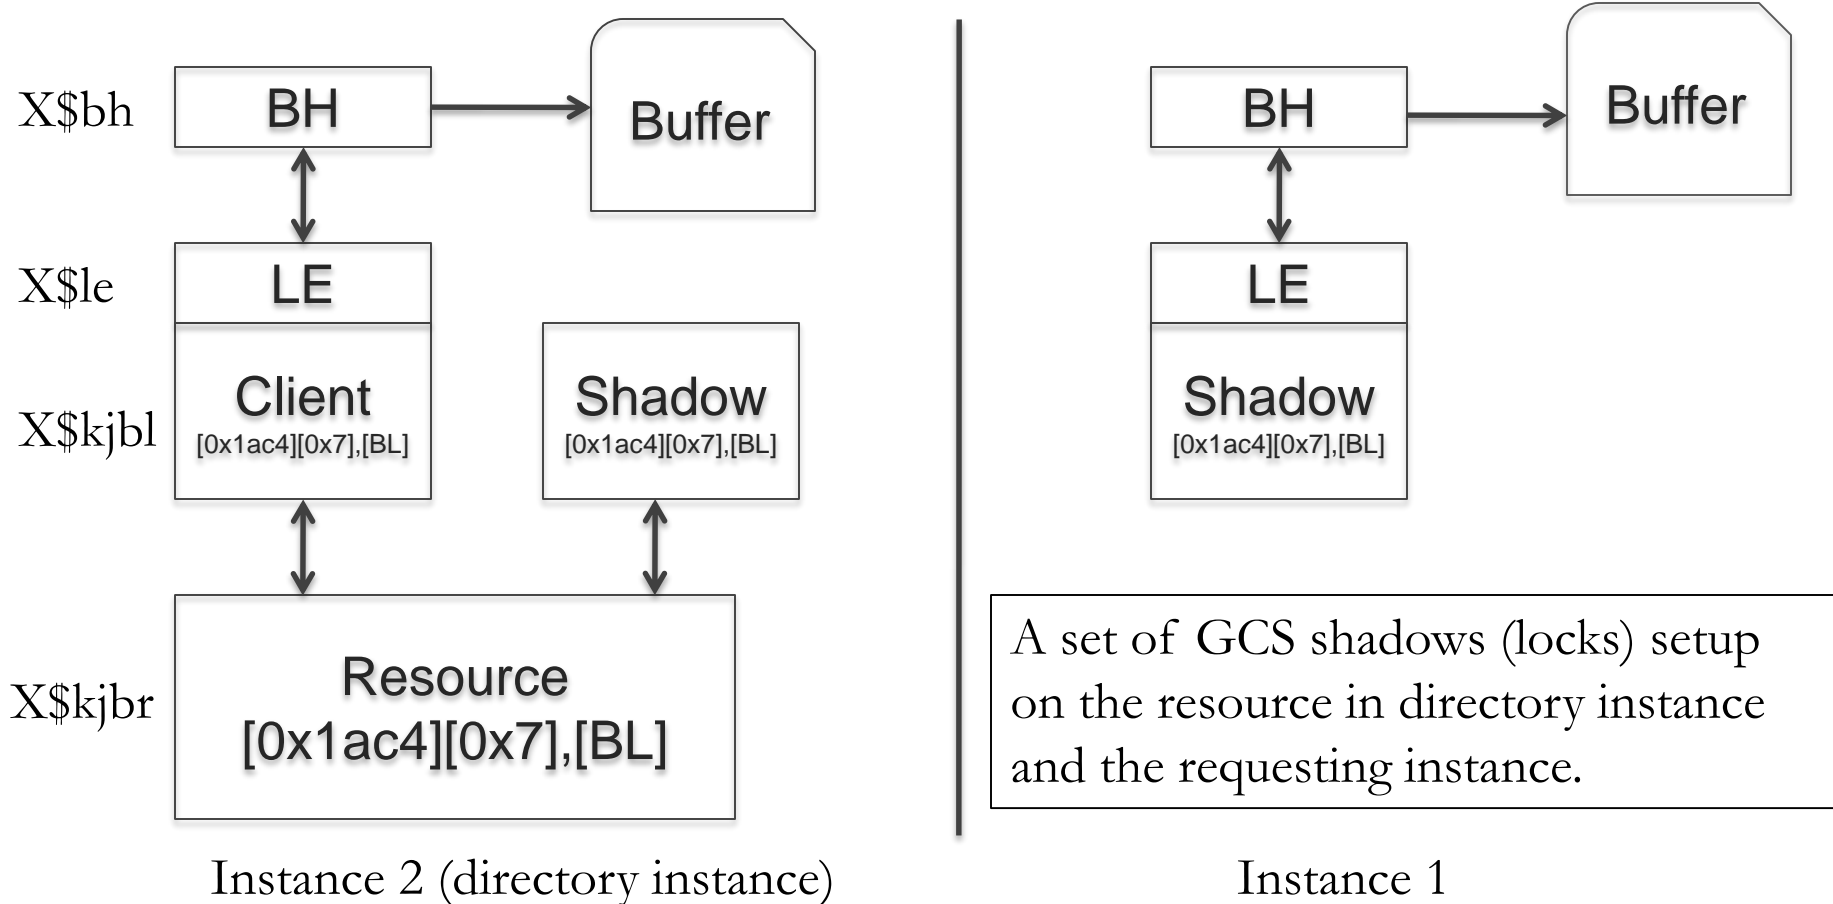 X$bh
BH
Buffer
X$le
LE
X$kjbl
Client
[0x1ac4][0x7],[BL]
Shadow
[0x1ac4][0x7],[BL]
X$kjbr
Resource
[0x1ac4][0x7],[BL]
Instance 2 (directory instance)
BH
Buffer
LE
Shadow
[0x1ac4][0x7],[BL]
A set of GCS shadows (locks) setup
on the resource in directory instance
and the requesting instance.
Instance 1